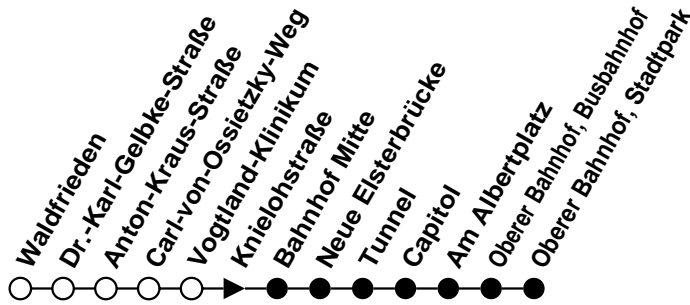 Waldfrieden
Dr.-Karl-Gelbke-Straße
Anton-Kraus-Straße
Carl-von-Ossietzky-Weg
Vogtland-Klinikum
Knielohstraße
Bahnhof Mitte
Neue Elsterbrücke
Tunnel
Capitol
Am Albertplatz
Oberer Bahnhof, Busbahnhof
Oberer Bahnhof, Stadtpark